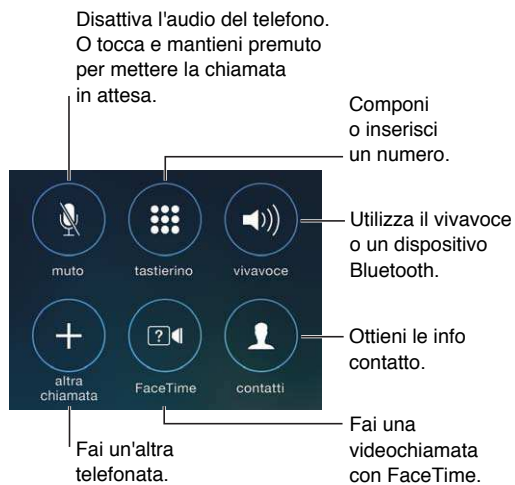 Disattiva l'audio del telefono.
O tocca e mantieni premuto
per mettere la chiamata
in attesa.
Componi
o inserisci
un numero.
Utilizza il vivavoce
o un dispositivo
Bluetooth.
muto
tastierino
vivavoce
?
Ottieni le info
contatto.
altra
chiamata
FaceTime
contatti
Fai un'altra
telefonata.
Fai una
videochiamata
con FaceTime.